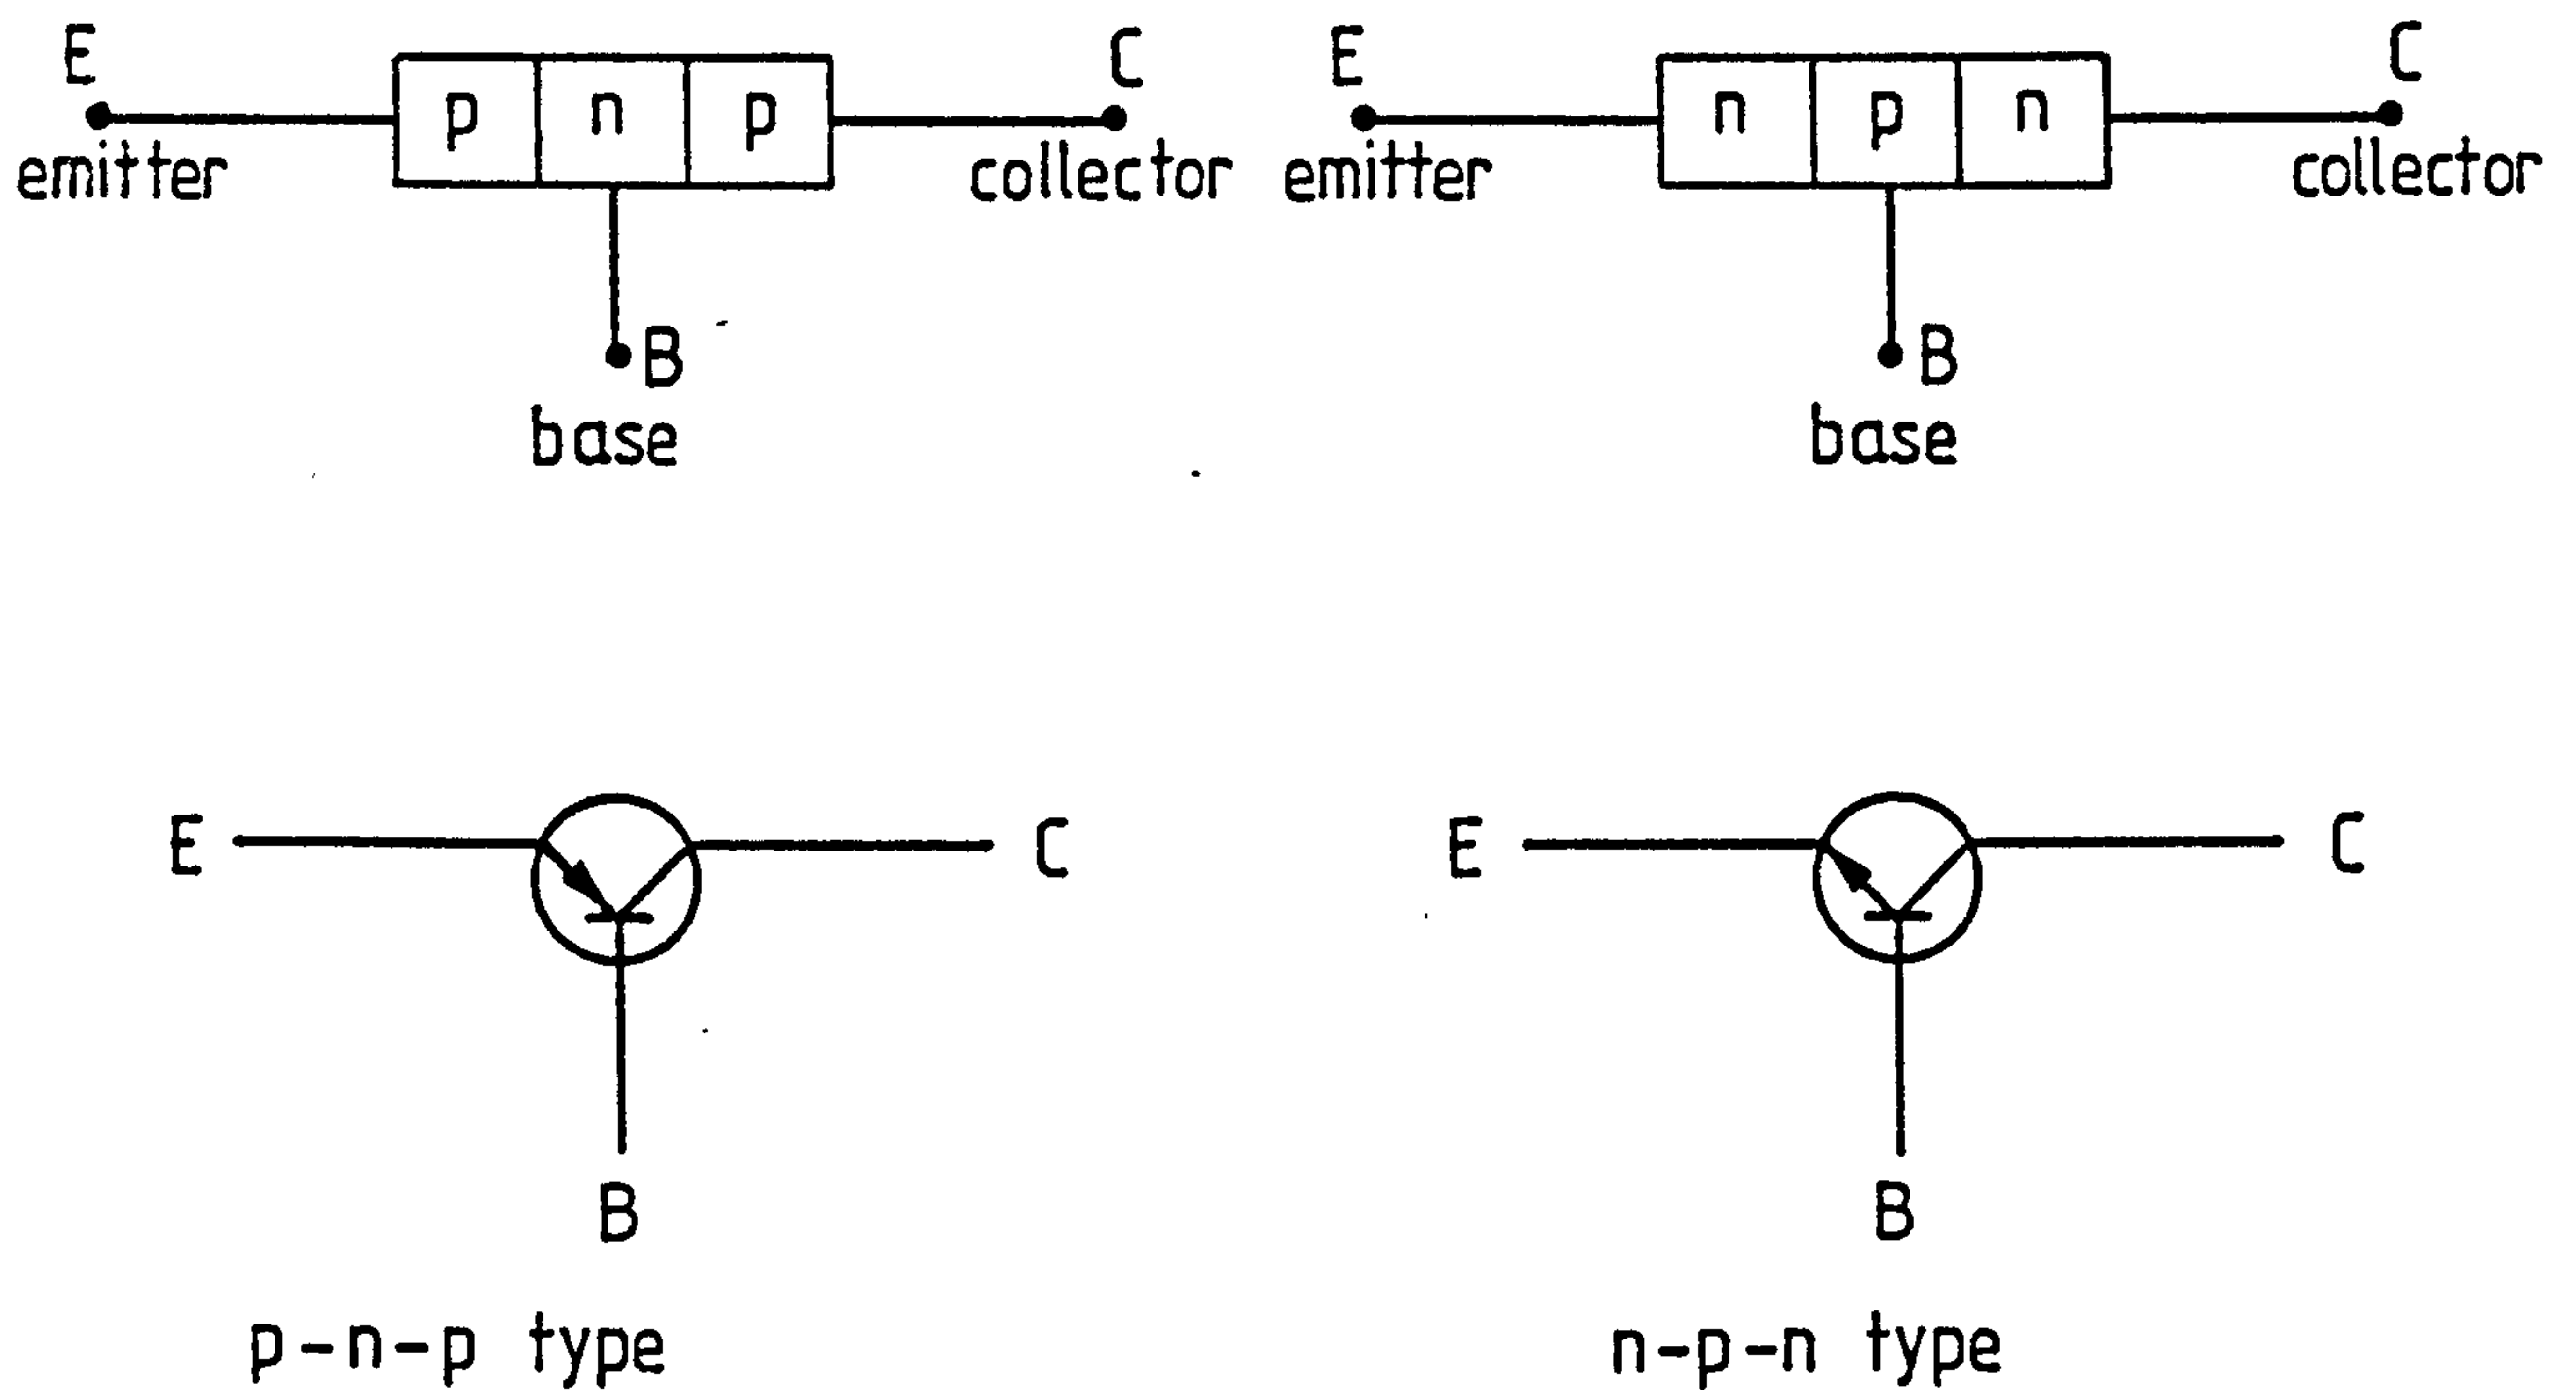 E C E C
p n p n p n
emitter collector emitter collector
B B
base base
E C E C
B B
p-n-p type n-p-n type